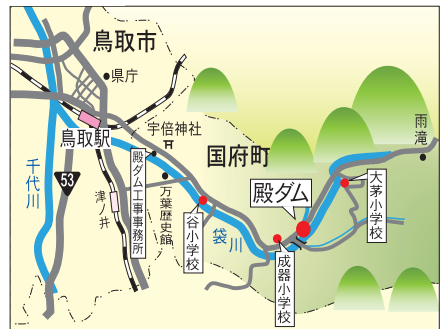 鳥取市
県庁
鳥取駅
宇倍神社
国府町
雨滝
千代川
53
津ノ井
殿ダム工事事務所
万葉歴史館
谷小学校
袋川
殿ダム
成器小学校
大茅小学校